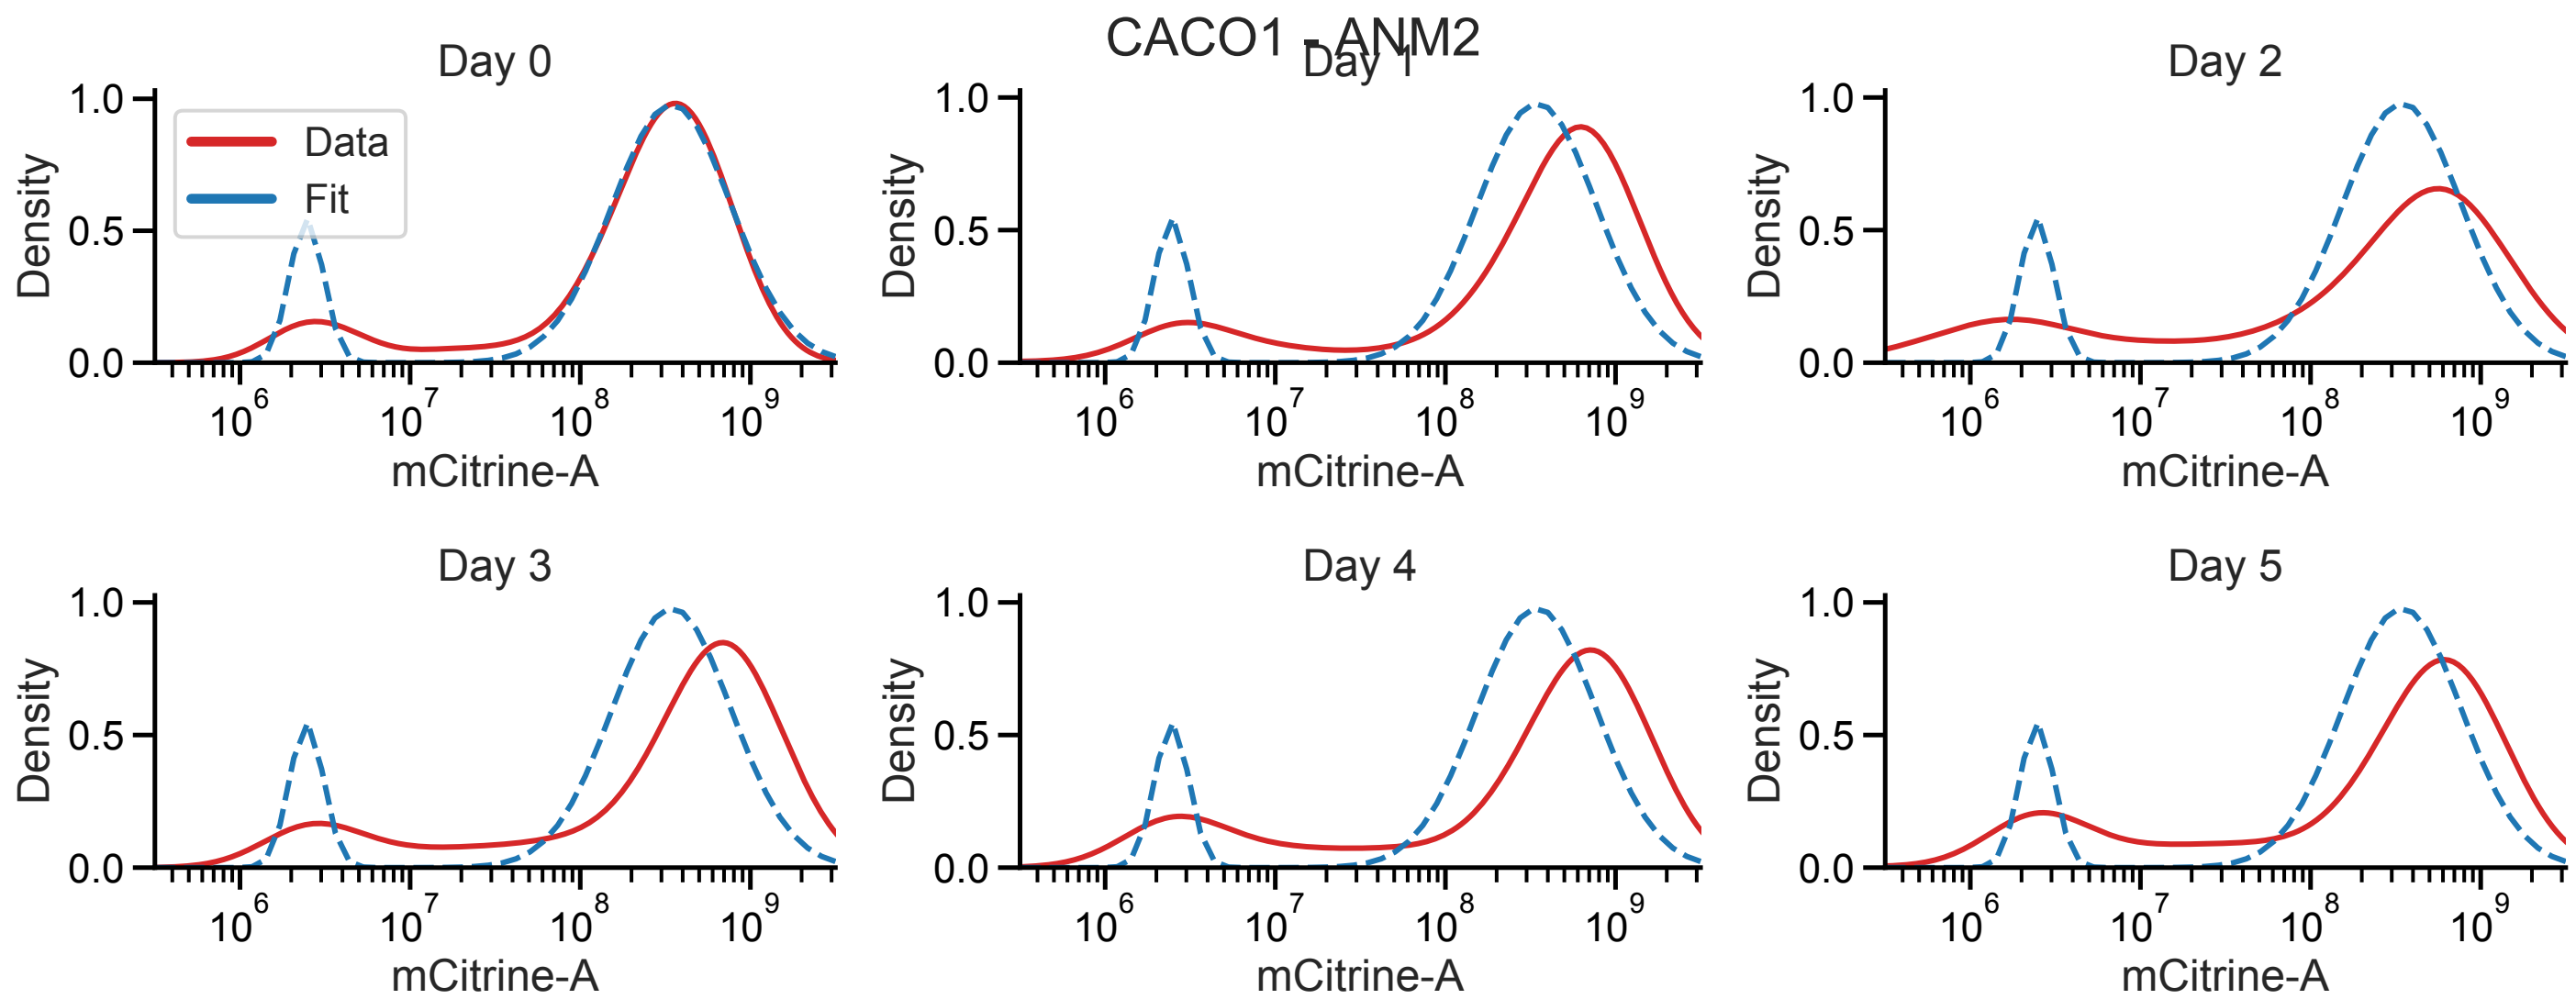 CACO1 - ANM2
Day 0
Day 1
Day 2
1.0
0.5
0.0
Density
Data
Fit
10^6 10^7 10^8 10^9
mCitrine-A
1.0
0.5
0.0
Density
10^6 10^7 10^8 10^9
mCitrine-A
1.0
0.5
0.0
Density
10^6 10^7 10^8 10^9
mCitrine-A
Day 3
Day 4
Day 5
1.0
0.5
0.0
Density
10^6 10^7 10^8 10^9
mCitrine-A
1.0
0.5
0.0
Density
10^6 10^7 10^8 10^9
mCitrine-A
1.0
0.5
0.0
Density
10^6 10^7 10^8 10^9
mCitrine-A